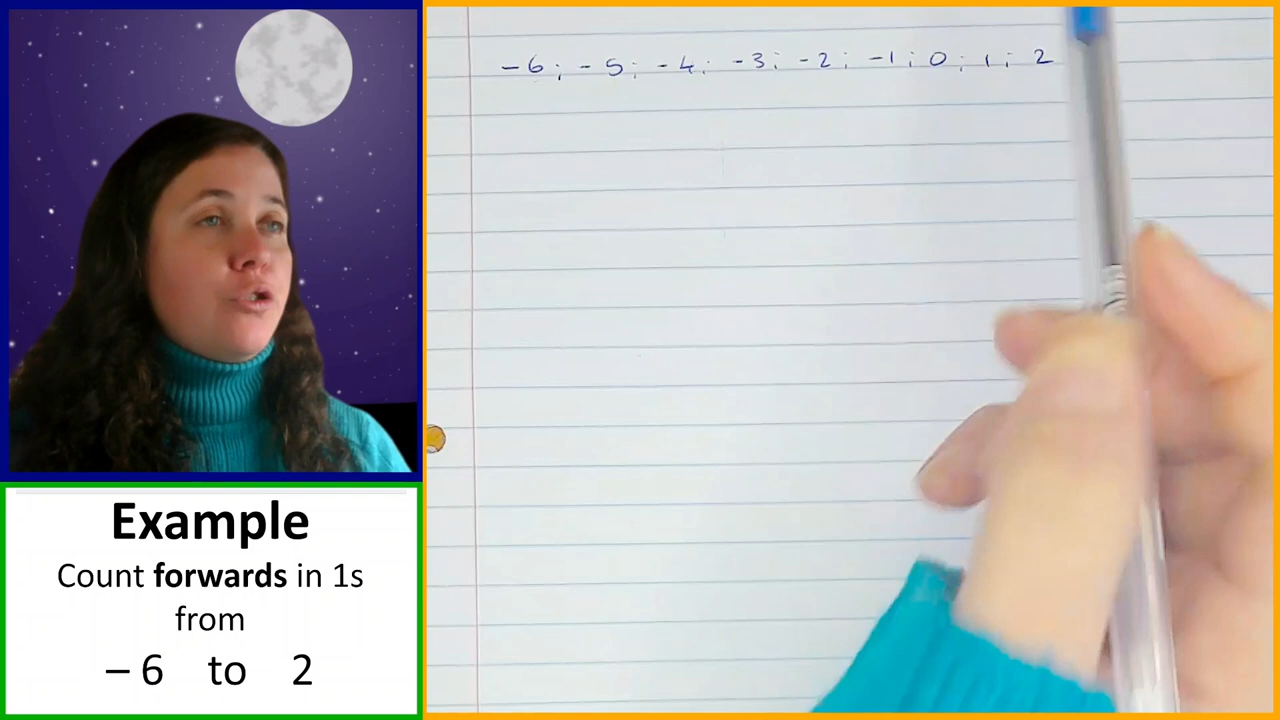 -6; -5; -4; -3; -2; -1; 0; 1; 2
Example
Count forwards in 1s
from
– 6 to 2